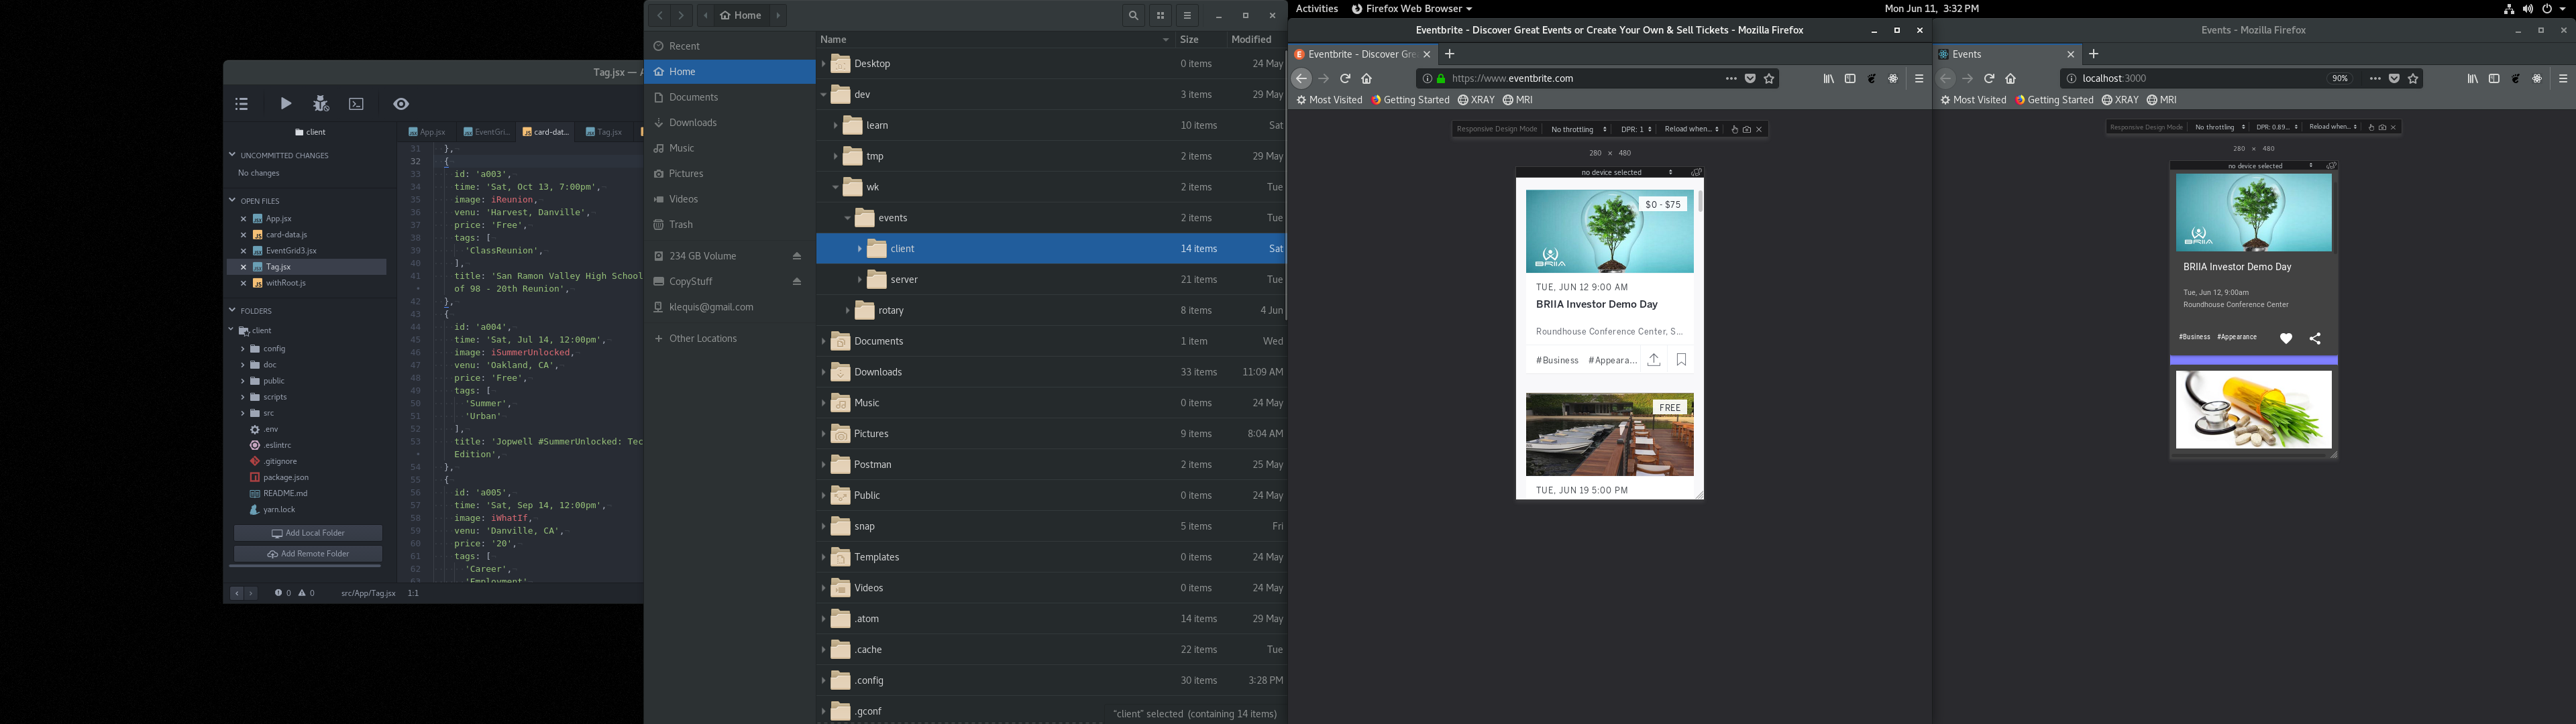 Tag.jsx — A
client
UNCOMMITTED CHANGES
No changes
OPEN FILES
App.jsx
card-data.js
EventGrid3.jsx
Tag.jsx
withRoot.js
FOLDERS
client
config
doc
public
scripts
src
.env
.eslintrc
.gitignore
package.json
README.md
yarn.lock
Add Local Folder
Add Remote Folder
0 0 src/App/Tag.jsx 1:1
App.jsx EventGri... card-dat... Tag.jsx
31 },
32 {
33 id: 'a003',
34 time: 'Sat, Oct 13, 7:00pm',
35 image: iReunion,
36 venu: 'Harvest, Danville',
37 price: 'Free',
38 tags: [
39 'ClassReunion',
40 ],
41 title: 'San Ramon Valley High School
of 98 - 20th Reunion',
42 },
43 {
44 id: 'a004',
45 time: 'Sat, Jul 14, 12:00pm',
46 image: iSummerUnlocked,
47 venu: 'Oakland, CA',
48 price: 'Free',
49 tags: [
50 'Summer',
51 'Urban'
52 ],
53 title: 'Jopwell #SummerUnlocked: Tec
Edition',
54 },
55 {
56 id: 'a005',
57 time: 'Sat, Sep 14, 12:00pm',
58 image: iWhatIf,
59 venu: 'Danville, CA',
60 price: '20',
61 tags: [
62 'Career',
63 'Employment'
Home
Recent
Home
Documents
Downloads
Music
Pictures
Videos
Trash
234 GB Volume
CopyStuff
klequis@gmail.com
Other Locations
Name Size Modified
Desktop 0 items 24 May
dev 3 items 29 May
learn 10 items Sat
tmp 2 items 29 May
wk 2 items Tue
events 2 items Tue
client 14 items Sat
server 21 items Tue
rotary 8 items 4 Jun
Documents 1 item Wed
Downloads 33 items 11:09 AM
Music 0 items 24 May
Pictures 9 items 8:04 AM
Postman 2 items 25 May
Public 0 items 24 May
snap 5 items Fri
Templates 0 items 24 May
Videos 0 items 24 May
.atom 14 items 29 May
.cache 22 items Tue
.config 30 items 3:28 PM
.gconf
"client" selected (containing 14 items)
Activities Firefox Web Browser Mon Jun 11, 3:32 PM
Eventbrite - Discover Great Events or Create Your Own & Sell Tickets - Mozilla Firefox
Eventbrite - Discover Gre
https://www.eventbrite.com
Most Visited Getting Started XRAY MRI
Responsive Design Mode No throttling DPR: 1 Reload when...
280 × 480
no device selected
$0 - $75
BRIIA
TUE, JUN 12 9:00 AM
BRIIA Investor Demo Day
Roundhouse Conference Center, S...
#Business #Appeara...
FREE
TUE, JUN 19 5:00 PM
Events - Mozilla Firefox
Events
localhost:3000 90%
Most Visited Getting Started XRAY MRI
Responsive Design Mode No throttling DPR: 0.89... Reload when...
280 × 480
no device selected
BRIIA
BRIIA Investor Demo Day
Tue, Jun 12, 9:00am
Roundhouse Conference Center
#Business #Appearance